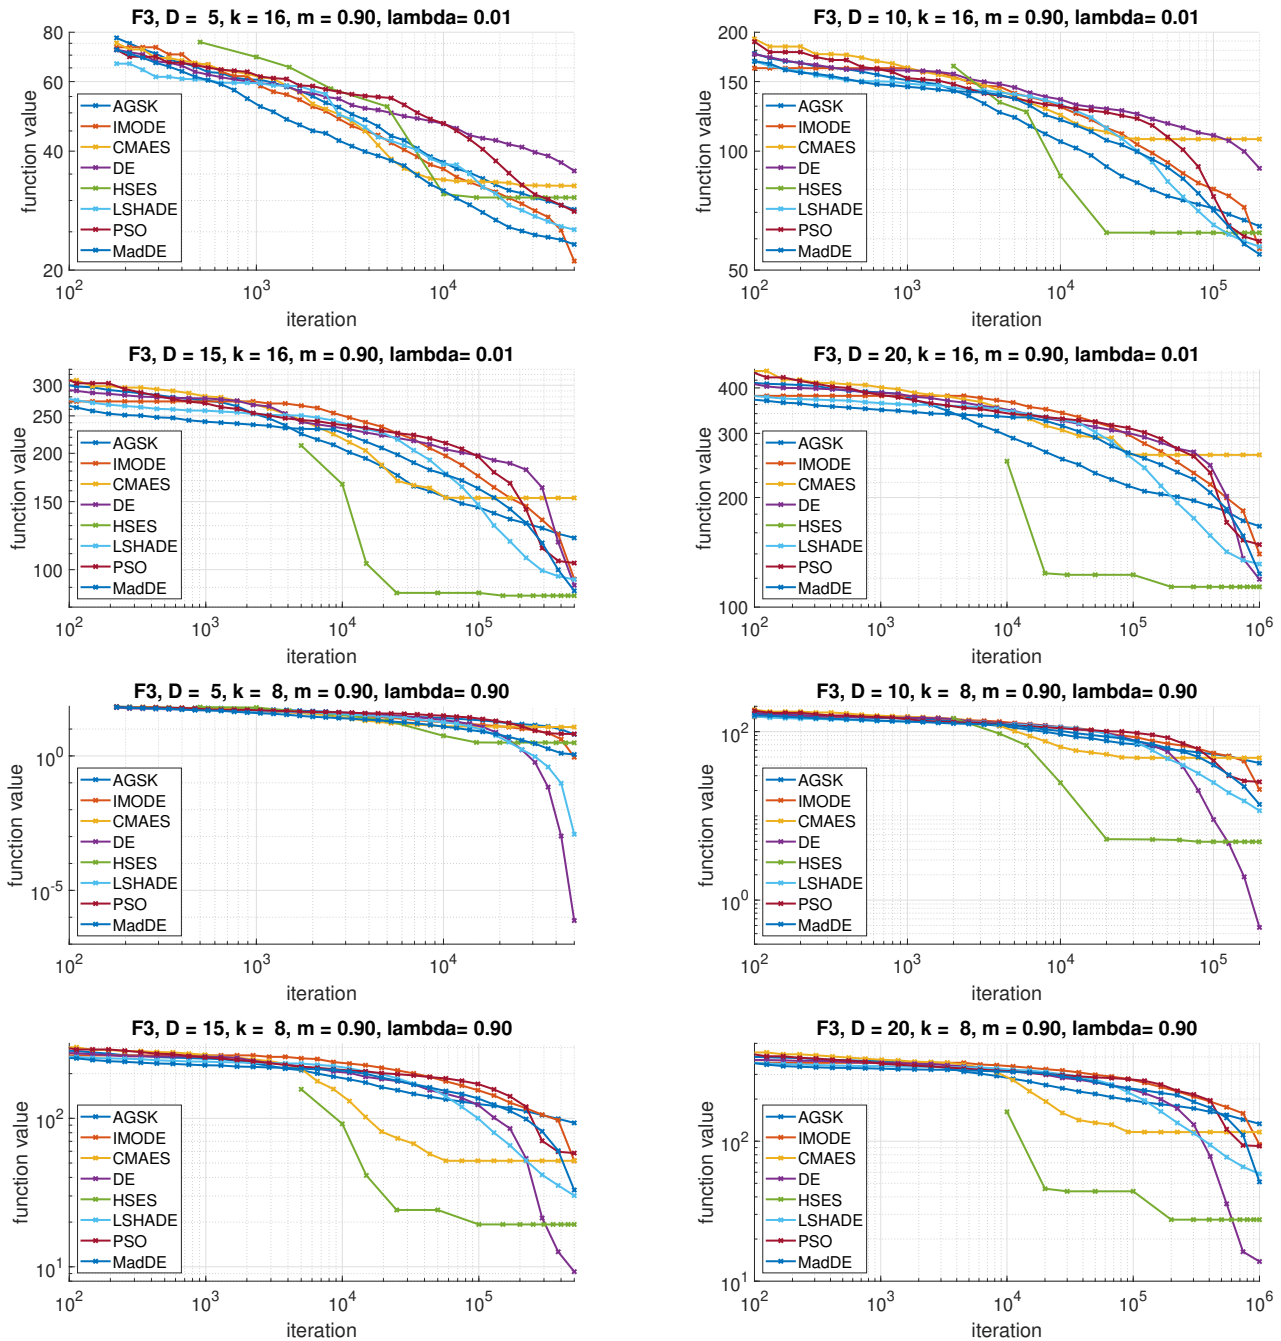 F3, D = 5, k = 16, m = 0.90, lambda= 0.01
function value
80
60
40
20
AGSK
IMODE
CMAES
DE
HSES
LSHADE
PSO
MadDE
10^2
10^3
10^4
iteration
F3, D = 10, k = 16, m = 0.90, lambda= 0.01
function value
200
150
100
50
AGSK
IMODE
CMAES
DE
HSES
LSHADE
PSO
MadDE
10^2
10^3
10^4
10^5
iteration
F3, D = 15, k = 16, m = 0.90, lambda= 0.01
function value
300
250
200
150
100
AGSK
IMODE
CMAES
DE
HSES
LSHADE
PSO
MadDE
10^2
10^3
10^4
10^5
iteration
F3, D = 20, k = 16, m = 0.90, lambda= 0.01
function value
400
300
200
100
AGSK
IMODE
CMAES
DE
HSES
LSHADE
PSO
MadDE
10^2
10^3
10^4
10^5
10^6
iteration
F3, D = 5, k = 8, m = 0.90, lambda= 0.90
function value
10^0
10^-5
AGSK
IMODE
CMAES
DE
HSES
LSHADE
PSO
MadDE
10^2
10^3
10^4
iteration
F3, D = 10, k = 8, m = 0.90, lambda= 0.90
function value
10^2
10^0
AGSK
IMODE
CMAES
DE
HSES
LSHADE
PSO
MadDE
10^2
10^3
10^4
10^5
iteration
F3, D = 15, k = 8, m = 0.90, lambda= 0.90
function value
10^2
10^1
AGSK
IMODE
CMAES
DE
HSES
LSHADE
PSO
MadDE
10^2
10^3
10^4
10^5
iteration
F3, D = 20, k = 8, m = 0.90, lambda= 0.90
function value
10^2
10^1
AGSK
IMODE
CMAES
DE
HSES
LSHADE
PSO
MadDE
10^2
10^3
10^4
10^5
10^6
iteration